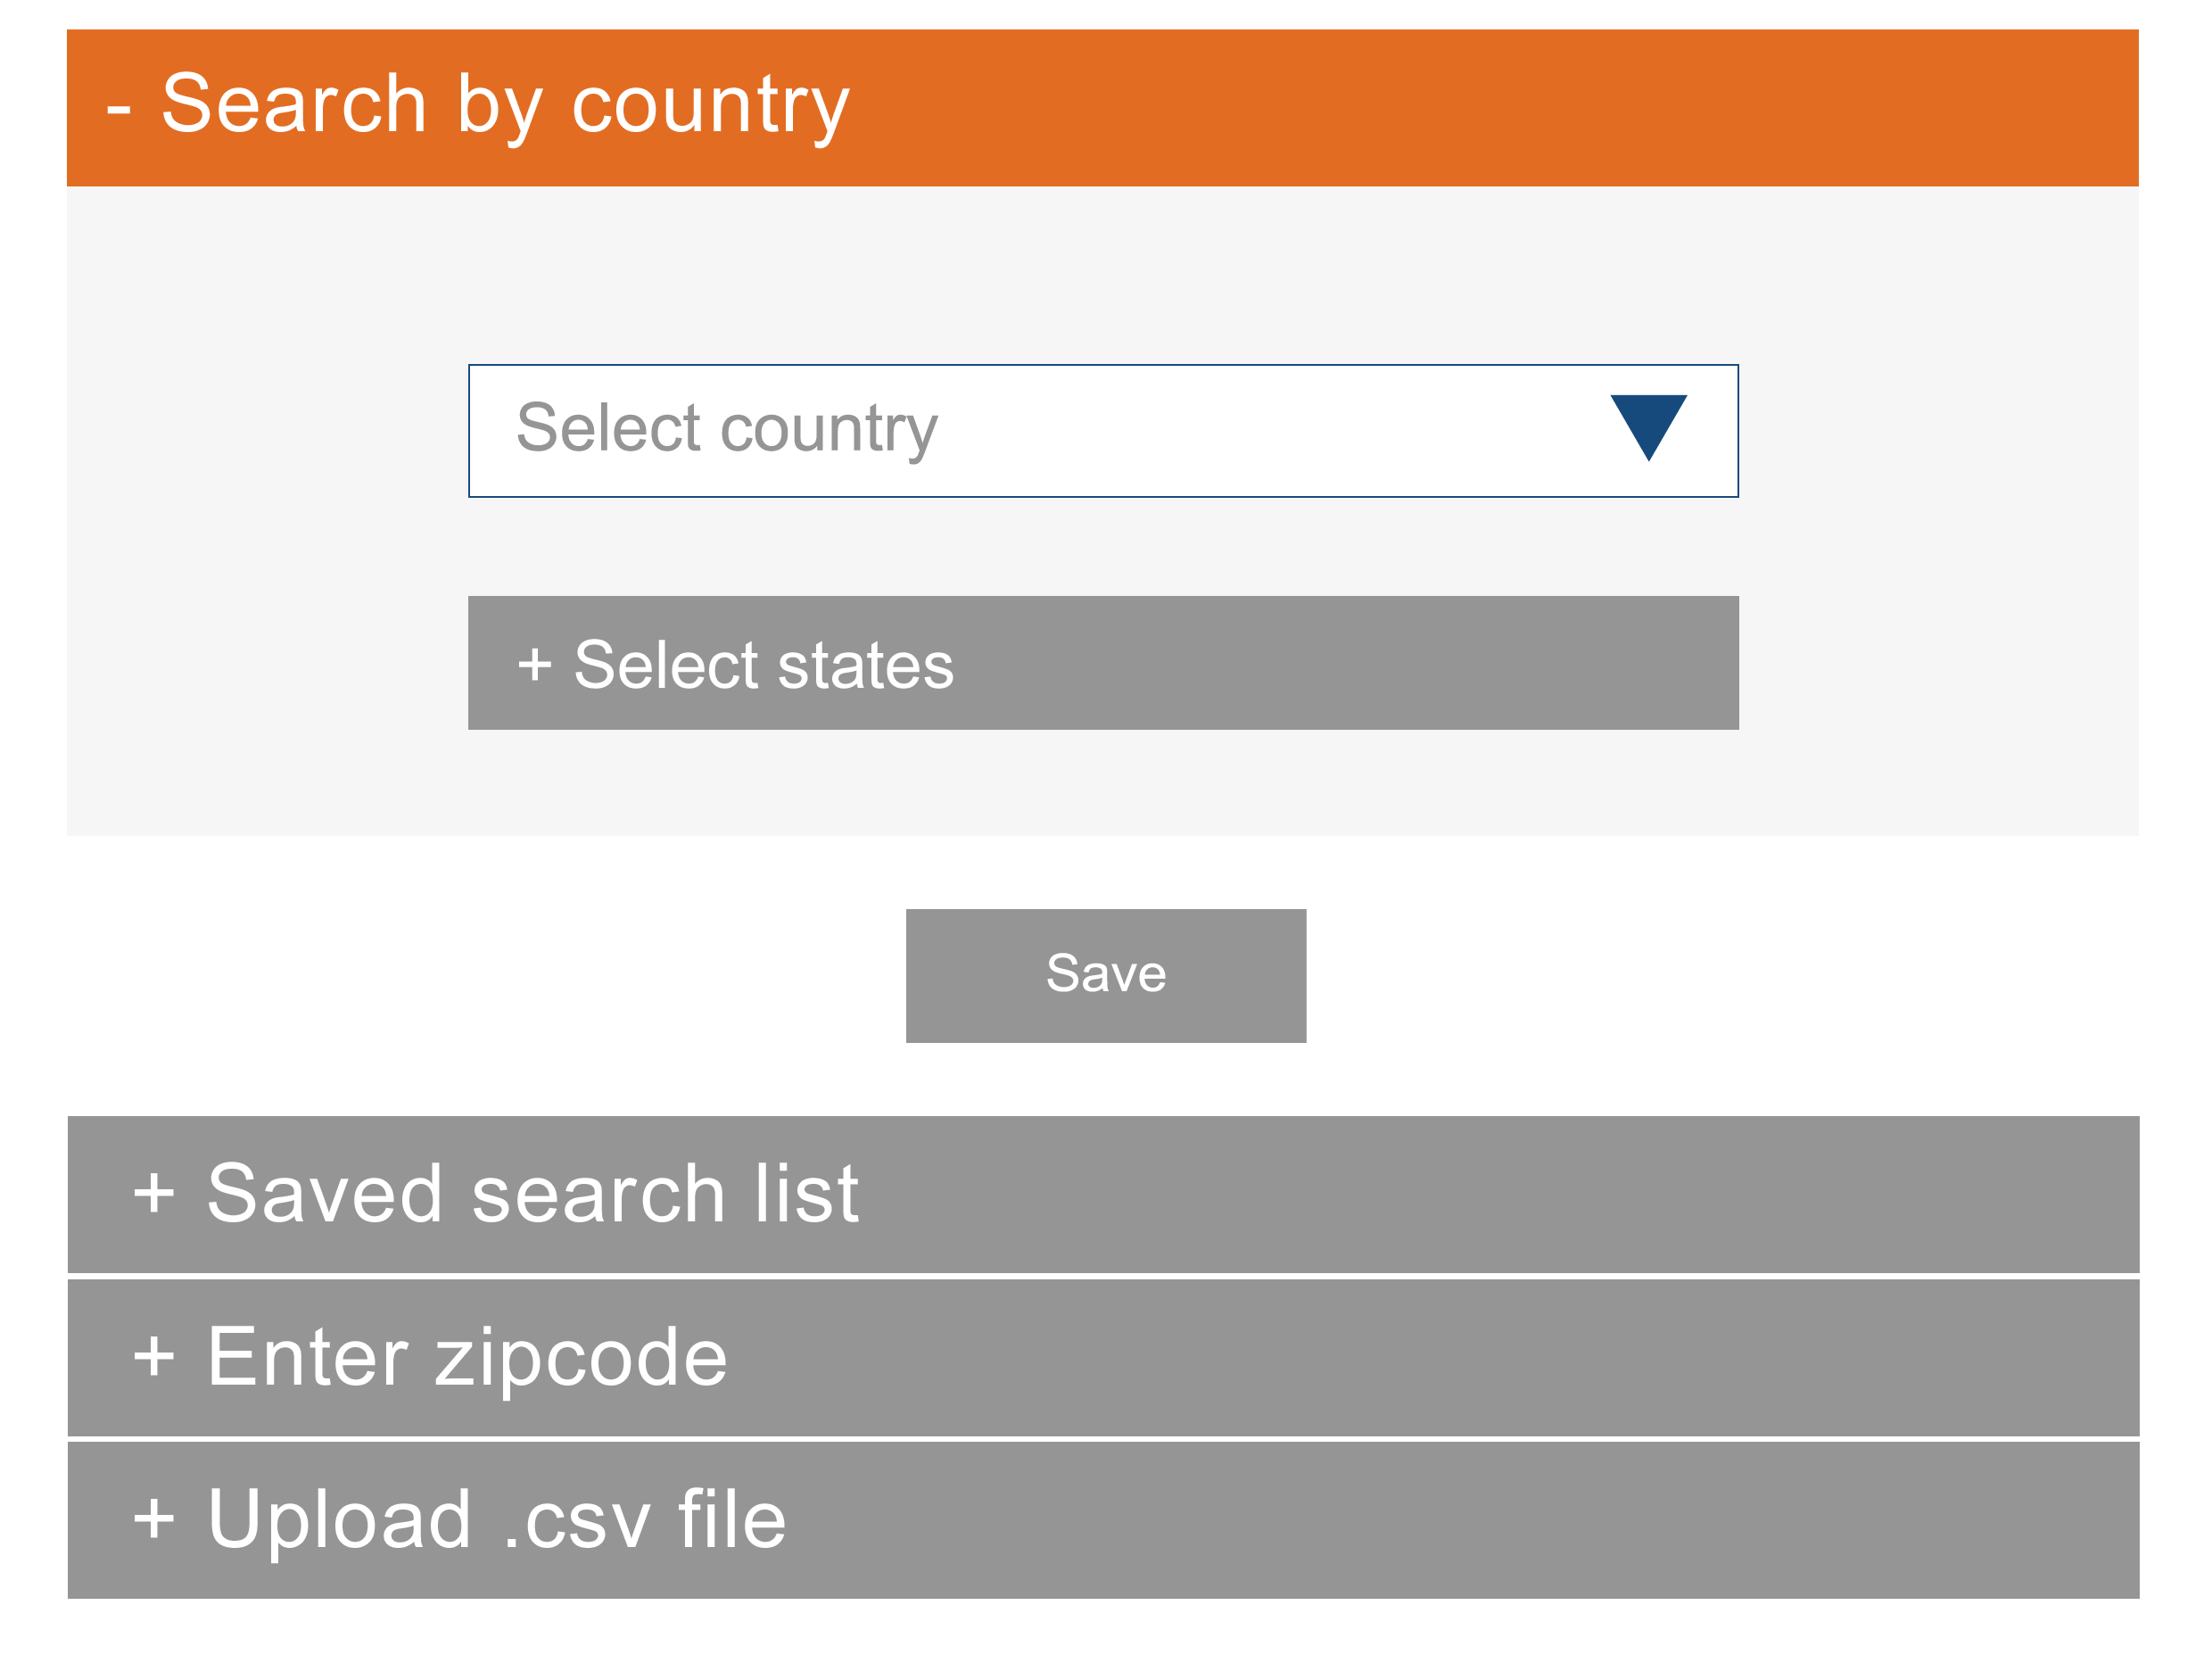 - Search by country
Select country
+ Select states
Save
+ Saved search list
+ Enter zipcode
+ Upload .csv file